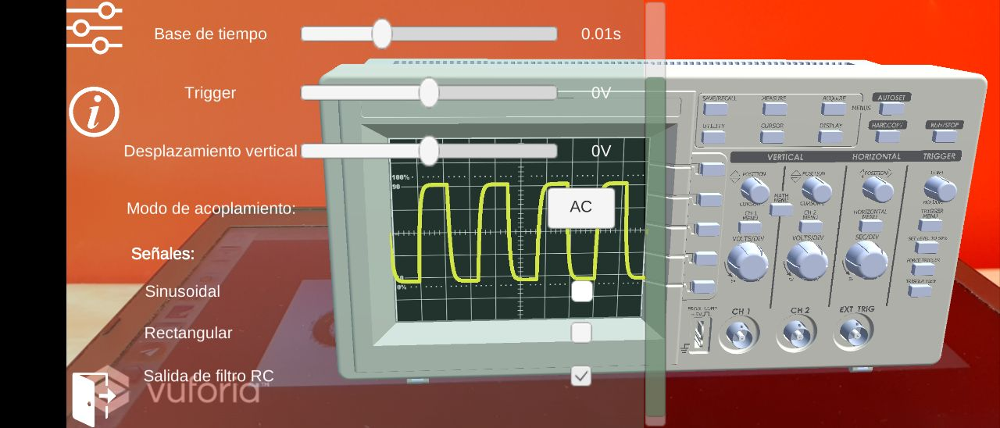 Base de tiempo 0.01s
Trigger 0V
Desplazamiento vertical 0V
Modo de acoplamiento: AC
Señales:
Sinusoidal
Rectangular
Salida de filtro RC
vuforia™
100%
90
0%
SAVE/RECALL MEASURE ACQUIRE AUTOSET
MENUS
UTILITY CURSOR DISPLAY HARDCOPY RUN/STOP
VERTICAL HORIZONTAL TRIGGER
POSITION POSITION POSITION LEVEL
CURSOR 1 MATH MENU CURSOR 2 HOLDOFF
CH 1 MENU CH 2 MENU HORIZONTAL MENU TRIGGER MENU
VOLTS/DIV VOLTS/DIV SEC/DIV SET LEVEL TO 50%
FORCE TRIGGER
TRIGGER VIEW
PROBE COMP
CH 1 CH 2 EXT TRIG